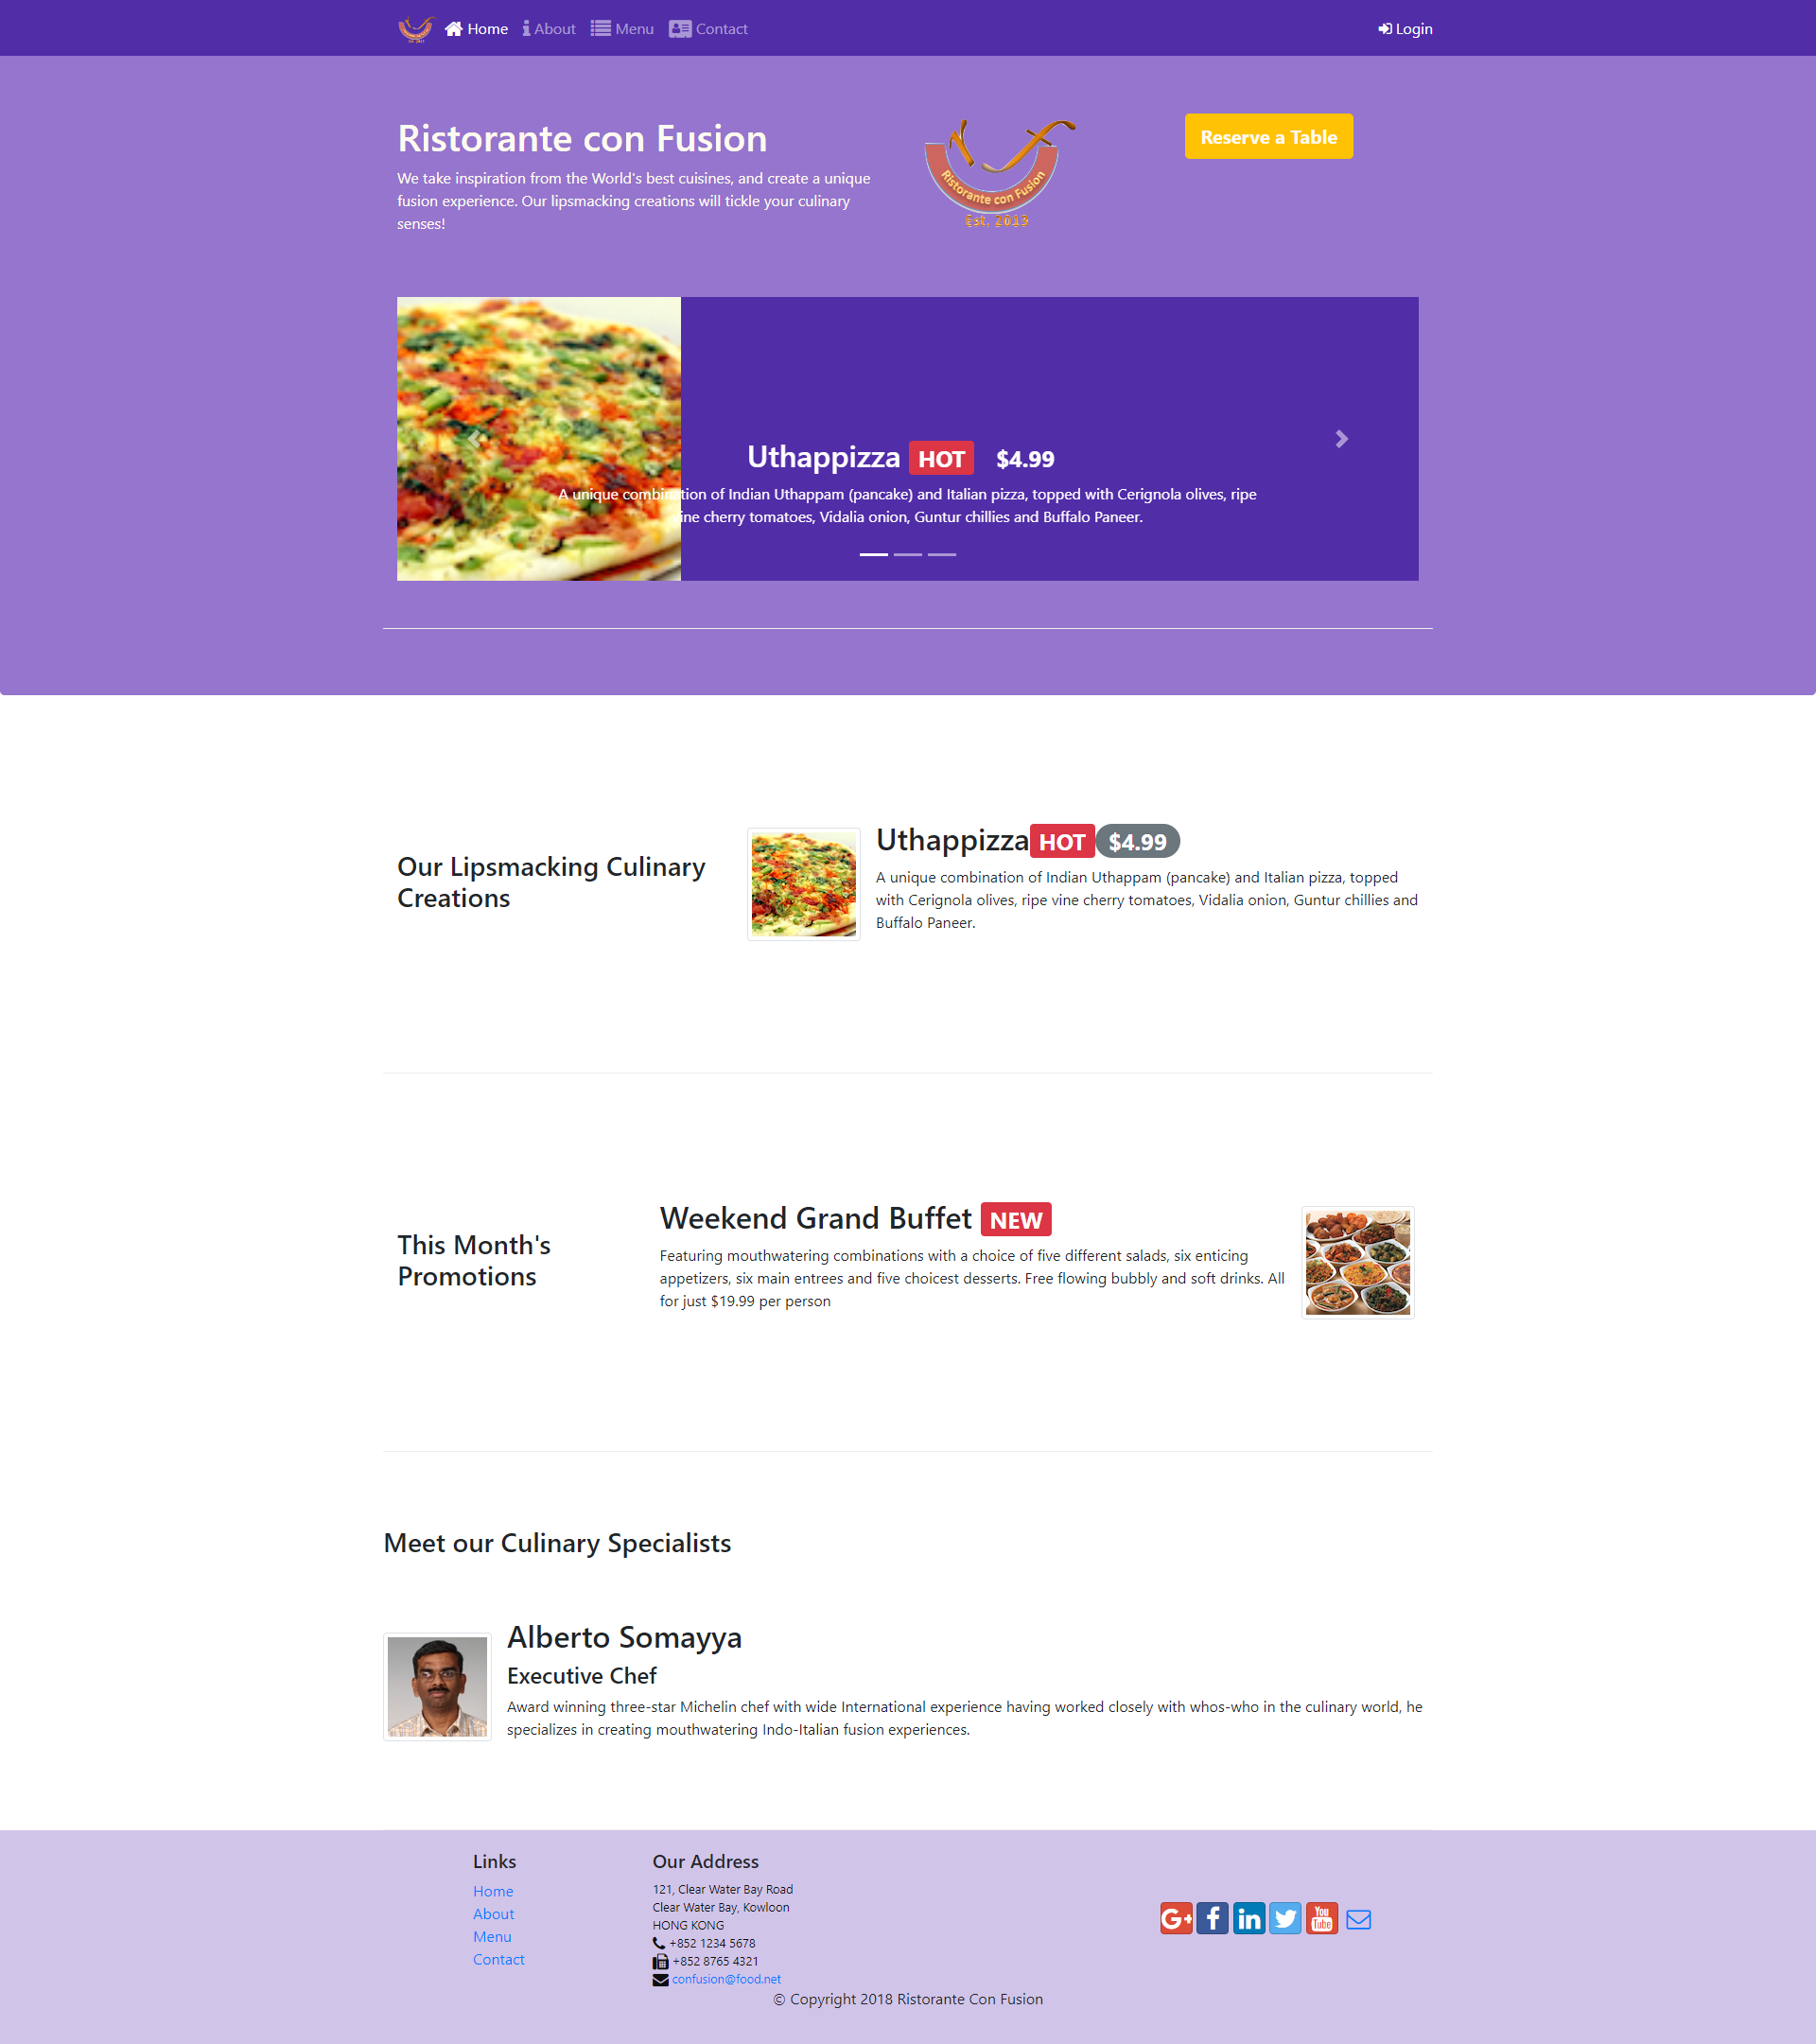 Home About Menu Contact Login
Ristorante con Fusion
We take inspiration from the World's best cuisines, and create a unique
fusion experience. Our lipsmacking creations will tickle your culinary
senses!
Ristorante con Fusion
Est. 2013
Reserve a Table
Uthappizza HOT $4.99
A unique combination of Indian Uthappam (pancake) and Italian pizza, topped with Cerignola olives, ripe
vine cherry tomatoes, Vidalia onion, Guntur chillies and Buffalo Paneer.
Our Lipsmacking Culinary
Creations
Uthappizza HOT $4.99
A unique combination of Indian Uthappam (pancake) and Italian pizza, topped
with Cerignola olives, ripe vine cherry tomatoes, Vidalia onion, Guntur chillies and
Buffalo Paneer.
This Month's
Promotions
Weekend Grand Buffet NEW
Featuring mouthwatering combinations with a choice of five different salads, six enticing
appetizers, six main entrees and five choicest desserts. Free flowing bubbly and soft drinks. All
for just $19.99 per person
Meet our Culinary Specialists
Alberto Somayya
Executive Chef
Award winning three-star Michelin chef with wide International experience having worked closely with whos-who in the culinary world, he
specializes in creating mouthwatering Indo-Italian fusion experiences.
Links
Home
About
Menu
Contact
Our Address
121, Clear Water Bay Road
Clear Water Bay, Kowloon
HONG KONG
+852 1234 5678
+852 8765 4321
confusion@food.net
G+ f in You Tube
© Copyright 2018 Ristorante Con Fusion